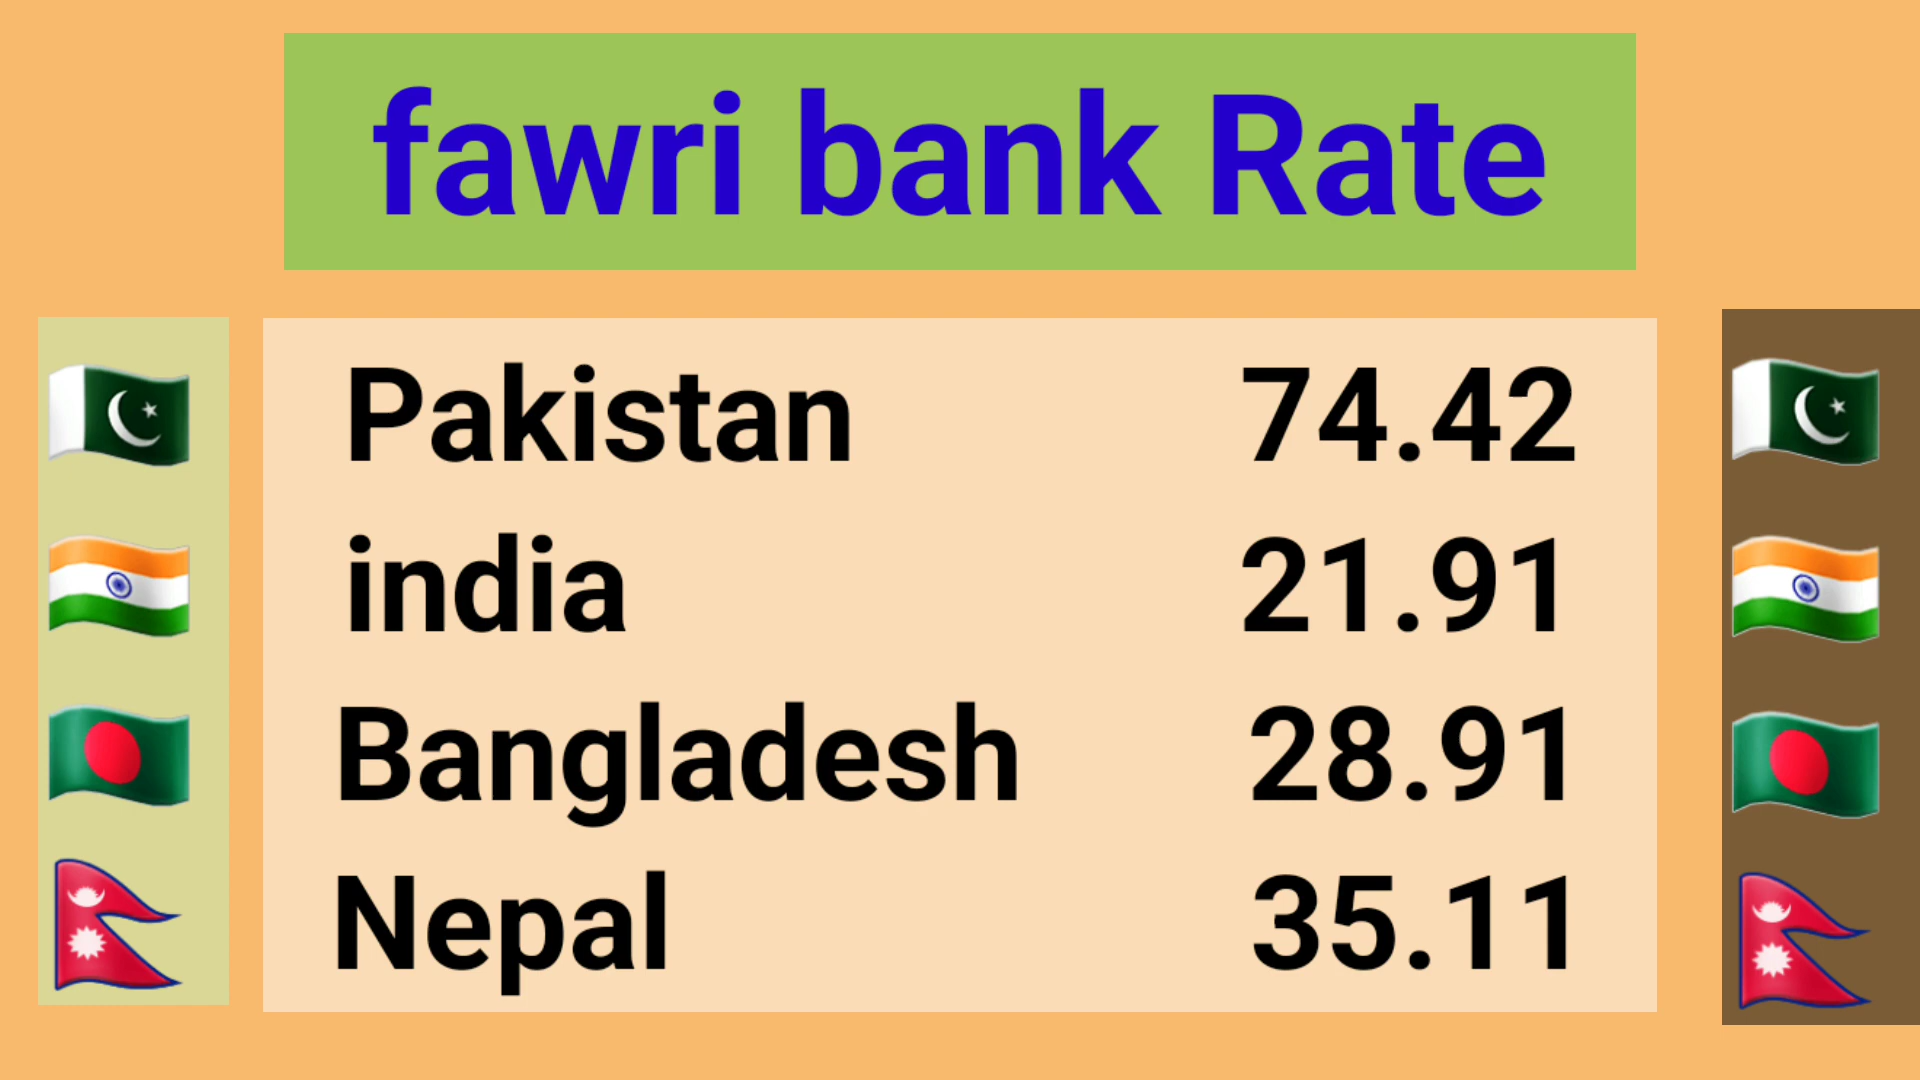 fawri bank Rate
Pakistan 74.42
india 21.91
Bangladesh 28.91
Nepal 35.11